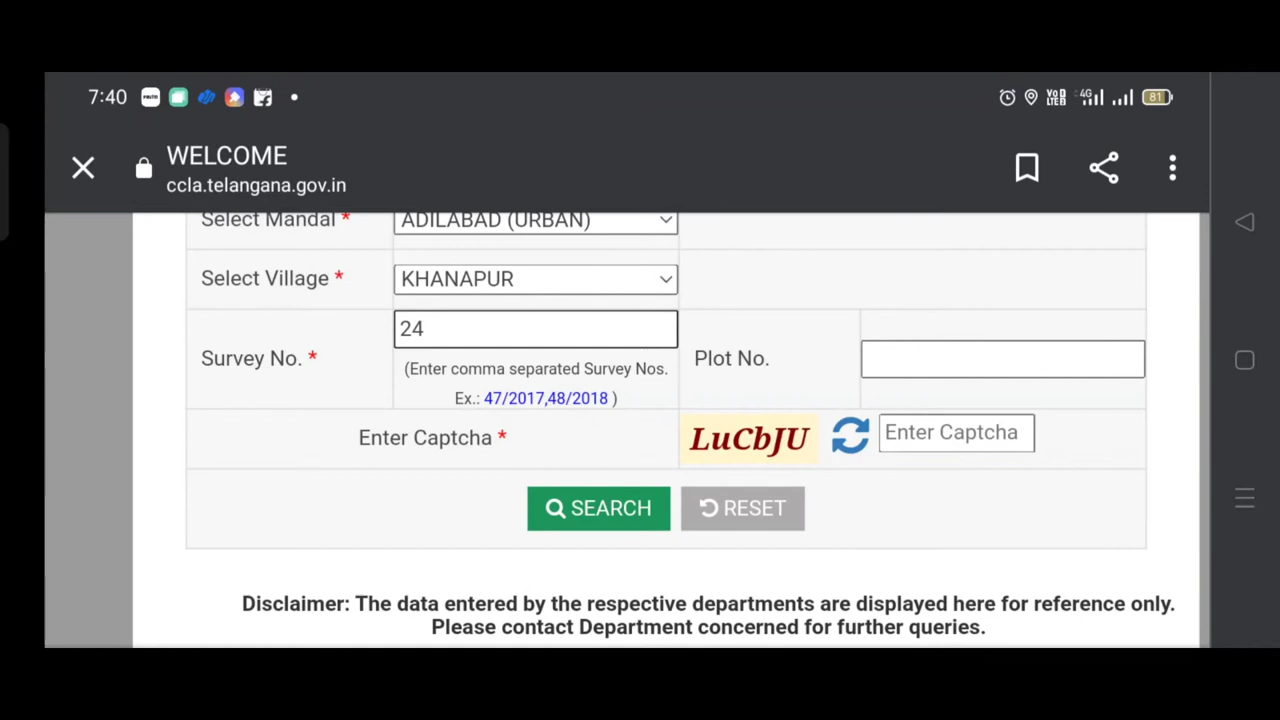 7:40 4G 81
WELCOME
ccla.telangana.gov.in
Select Mandal * ADILABAD (URBAN)
Select Village * KHANAPUR
Survey No. * 24 Plot No.
(Enter comma separated Survey Nos.
Ex.: 47/2017,48/2018 )
Enter Captcha * LuCbJU Enter Captcha
SEARCH RESET
Disclaimer: The data entered by the respective departments are displayed here for reference only.
Please contact Department concerned for further queries.